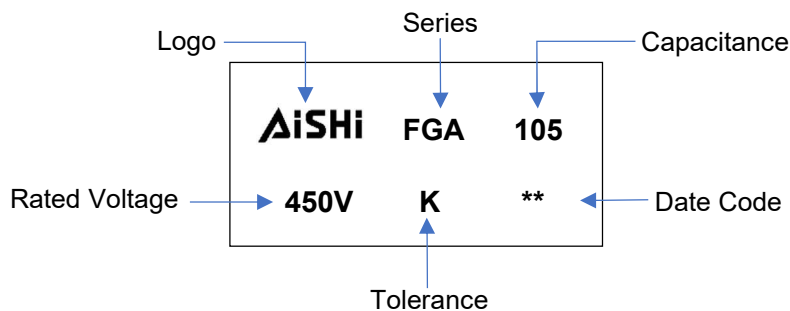 Series
Logo
Capacitance
AiSHi FGA 105
Rated Voltage
450V K **
Date Code
Tolerance